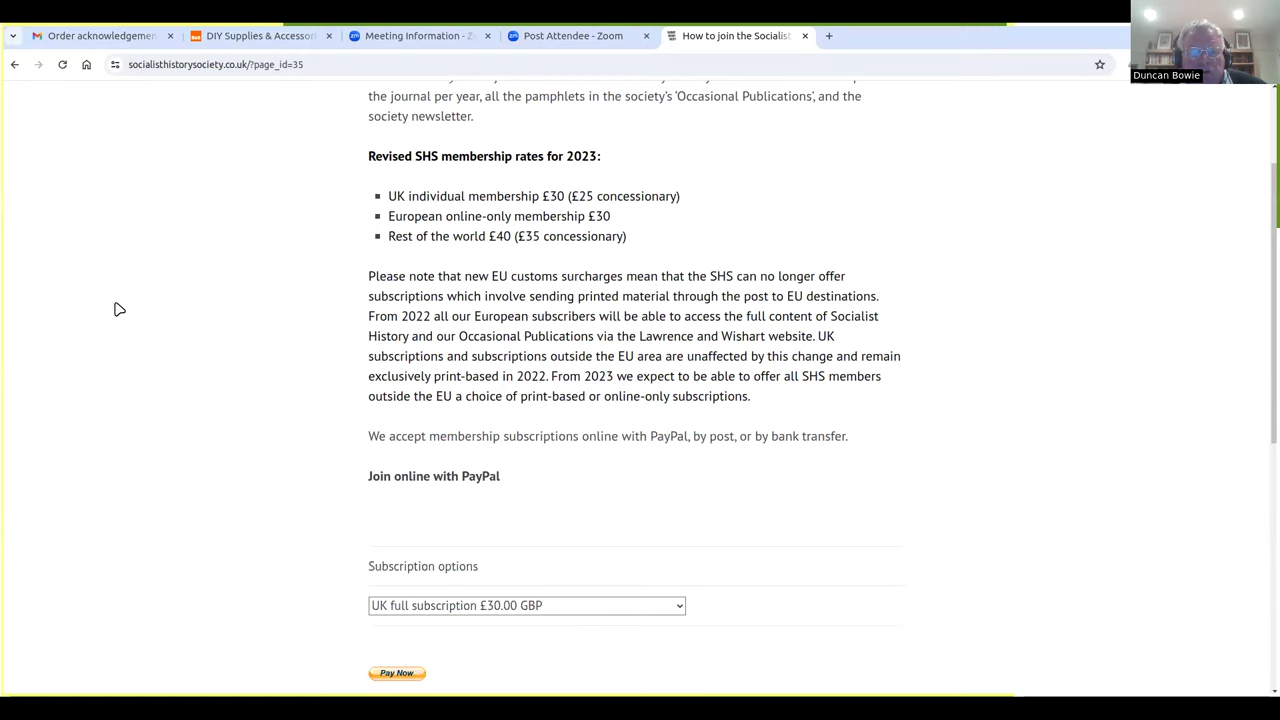 Order acknowledgemen
DIY Supplies & Accessori
Meeting Information - Z
Post Attendee - Zoom
How to join the Socialist
socialisthistorysociety.co.uk/?page_id=35
Duncan Bowie
the journal per year, all the pamphlets in the society's 'Occasional Publications', and the
society newsletter.
Revised SHS membership rates for 2023:
UK individual membership £30 (£25 concessionary)
European online-only membership £30
Rest of the world £40 (£35 concessionary)
Please note that new EU customs surcharges mean that the SHS can no longer offer
subscriptions which involve sending printed material through the post to EU destinations.
From 2022 all our European subscribers will be able to access the full content of Socialist
History and our Occasional Publications via the Lawrence and Wishart website. UK
subscriptions and subscriptions outside the EU area are unaffected by this change and remain
exclusively print-based in 2022. From 2023 we expect to be able to offer all SHS members
outside the EU a choice of print-based or online-only subscriptions.
We accept membership subscriptions online with PayPal, by post, or by bank transfer.
Join online with PayPal
Subscription options
UK full subscription £30.00 GBP
Pay Now